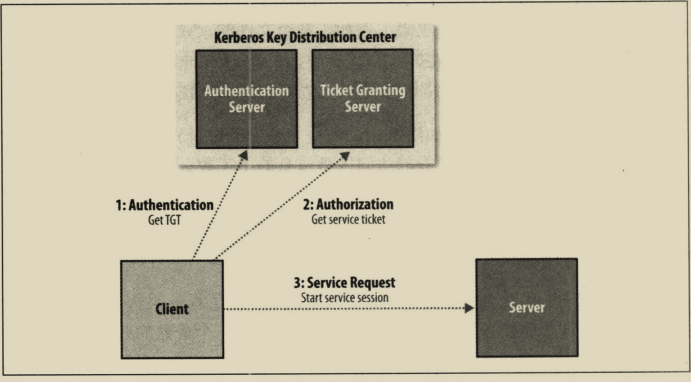 Kerberos Key Distribution Center
Authentication
Server
Ticket Granting
Server
1: Authentication
Get TGT
2: Authorization
Get service ticket
3: Service Request
Start service session
Client
Server